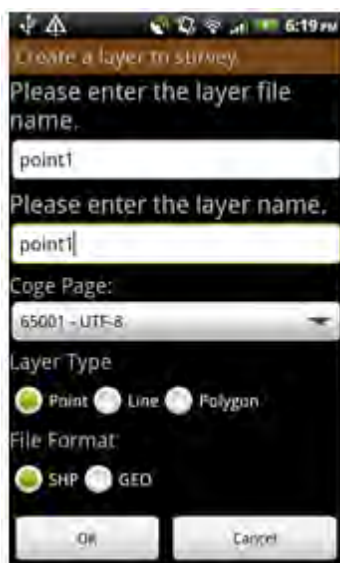 6:19 PM
Create a layer to survey.
Please enter the layer file
name.
point1
Please enter the layer name.
point1
Coge Page:
65001 - UTF-8
Layer Type
Point Line Polygon
File Format
SHP GEO
OK Cancel